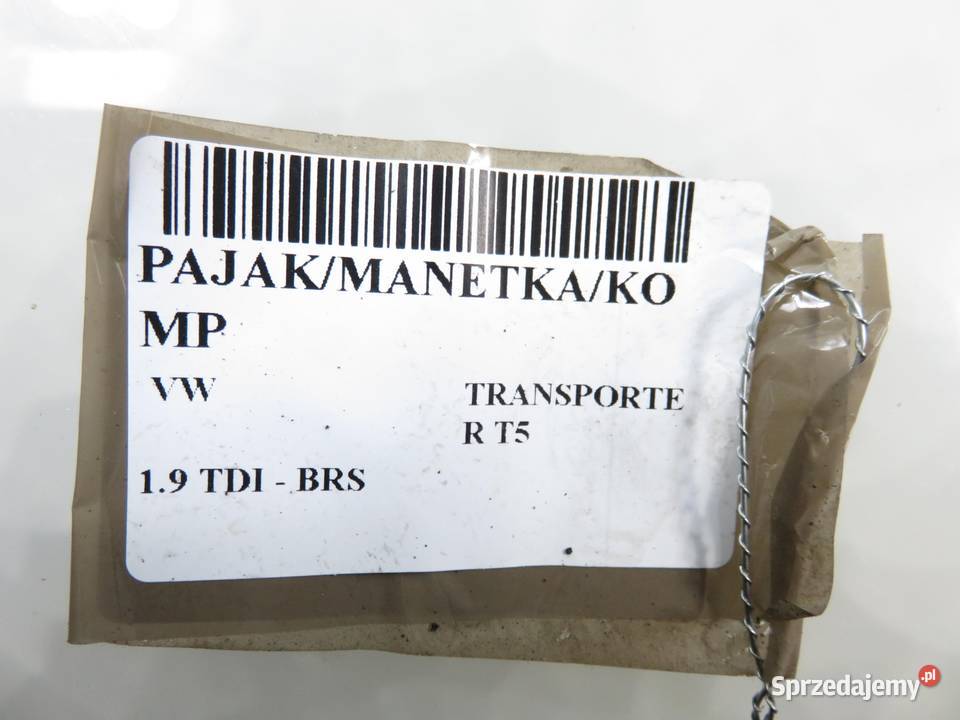 PAJAK/MANETKA/KO
MP
VW TRANSPORTE
R T5
1.9 TDI - BRS
Sprzedajemy.pl